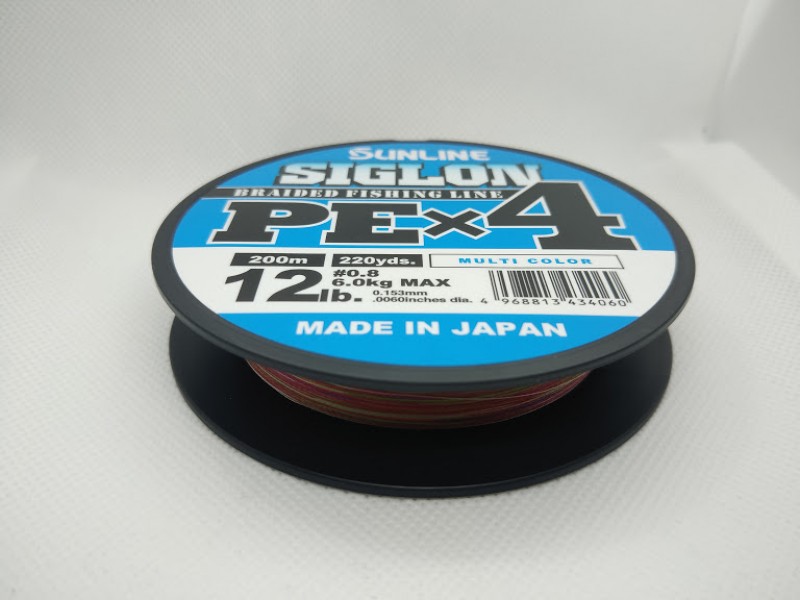 SUNLINE
SIGLON
BRAIDED FISHING LINE
PE×4
200m 220yds. MULTI COLOR
12lb. #0.8
6.0kg MAX
0.153mm
.0060inches dia.
4 968813 434060
MADE IN JAPAN